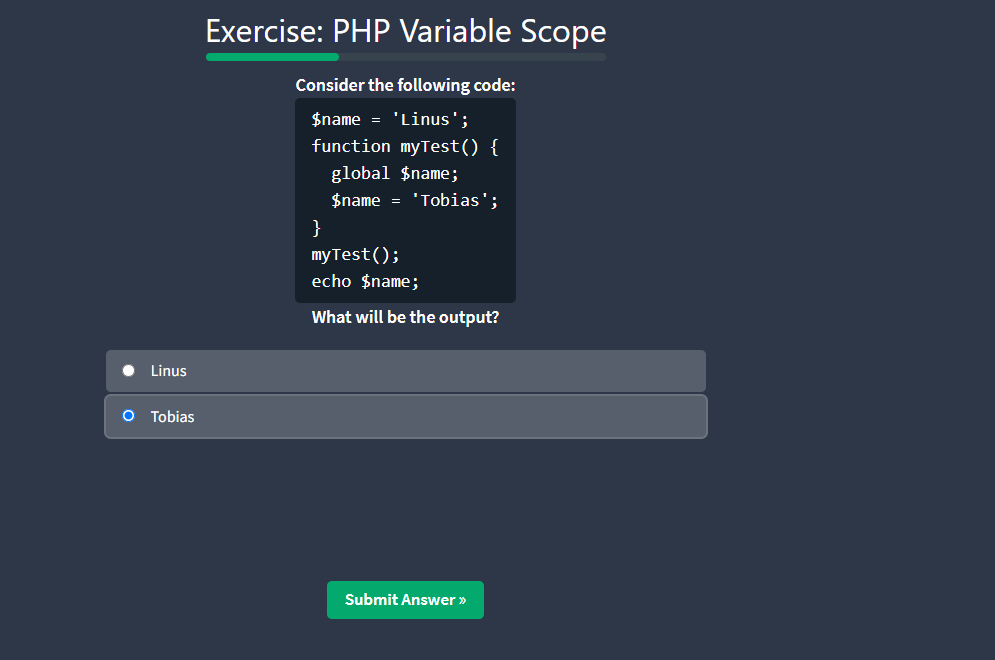 Exercise: PHP Variable Scope
Consider the following code:
$name = 'Linus';
function myTest() {
  global $name;
  $name = 'Tobias';
}
myTest();
echo $name;
What will be the output?
Linus
Tobias
Submit Answer »